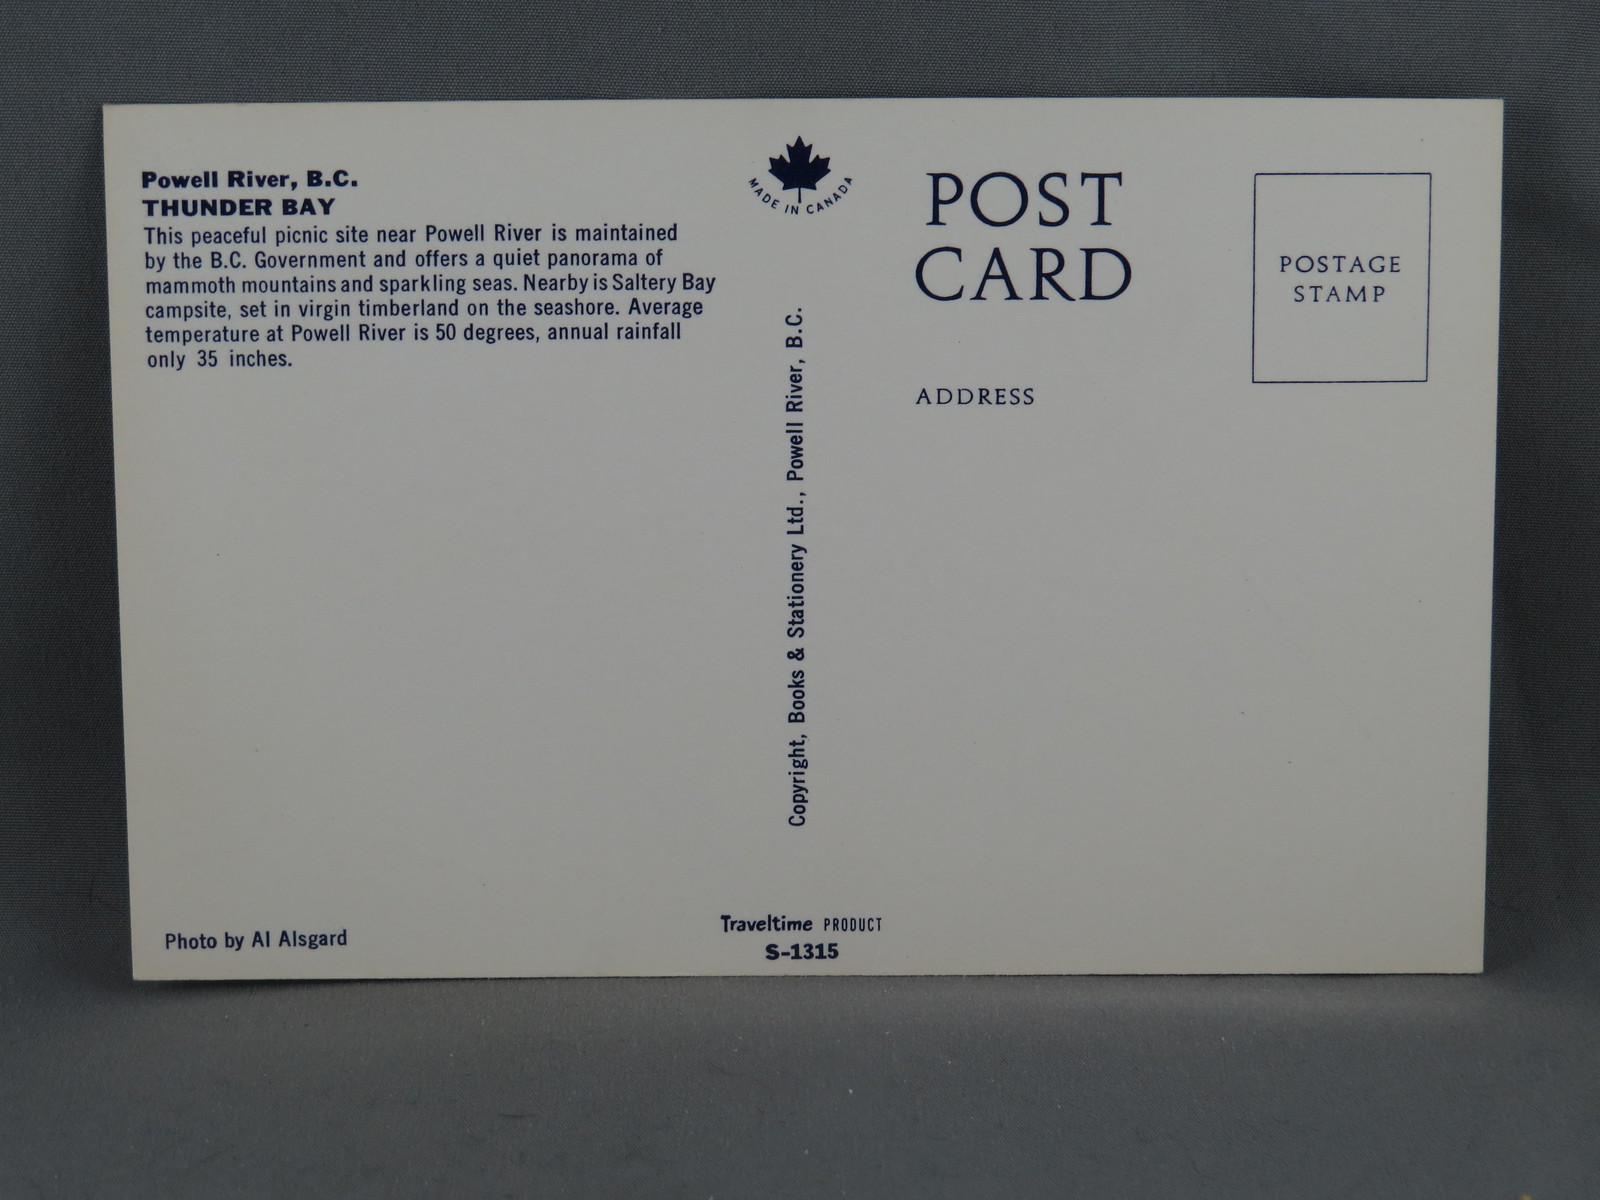 Powell River, B.C.
THUNDER BAY
This peaceful picnic site near Powell River is maintained
by the B.C. Government and offers a quiet panorama of
mammoth mountains and sparkling seas. Nearby is Saltery Bay
campsite, set in virgin timberland on the seashore. Average
temperature at Powell River is 50 degrees, annual rainfall
only 35 inches.
Photo by Al Alsgard
MADE IN CANADA
Copyright, Books & Stationery Ltd., Powell River, B.C.
Traveltime PRODUCT
S-1315
POST
CARD
ADDRESS
POSTAGE
STAMP